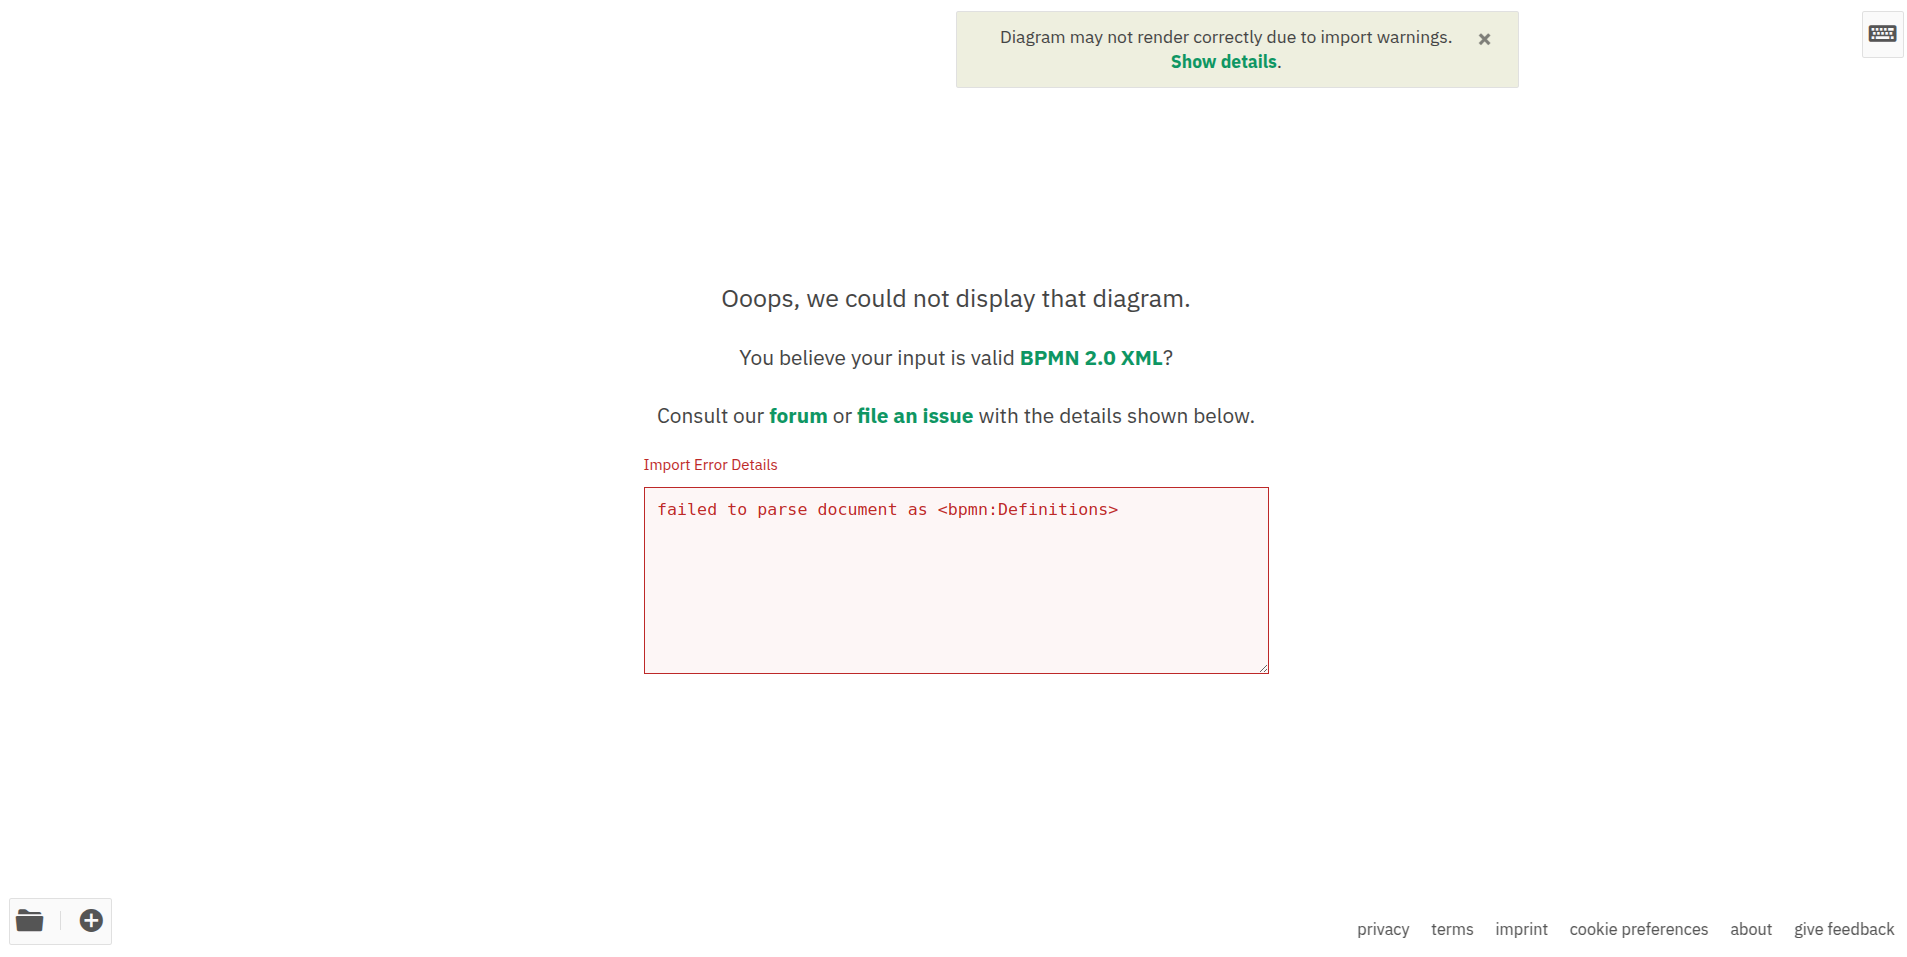 Diagram may not render correctly due to import warnings.
Show details.
Ooops, we could not display that diagram.
You believe your input is valid BPMN 2.0 XML?
Consult our forum or file an issue with the details shown below.
Import Error Details
failed to parse document as <bpmn:Definitions>
privacy terms imprint cookie preferences about give feedback